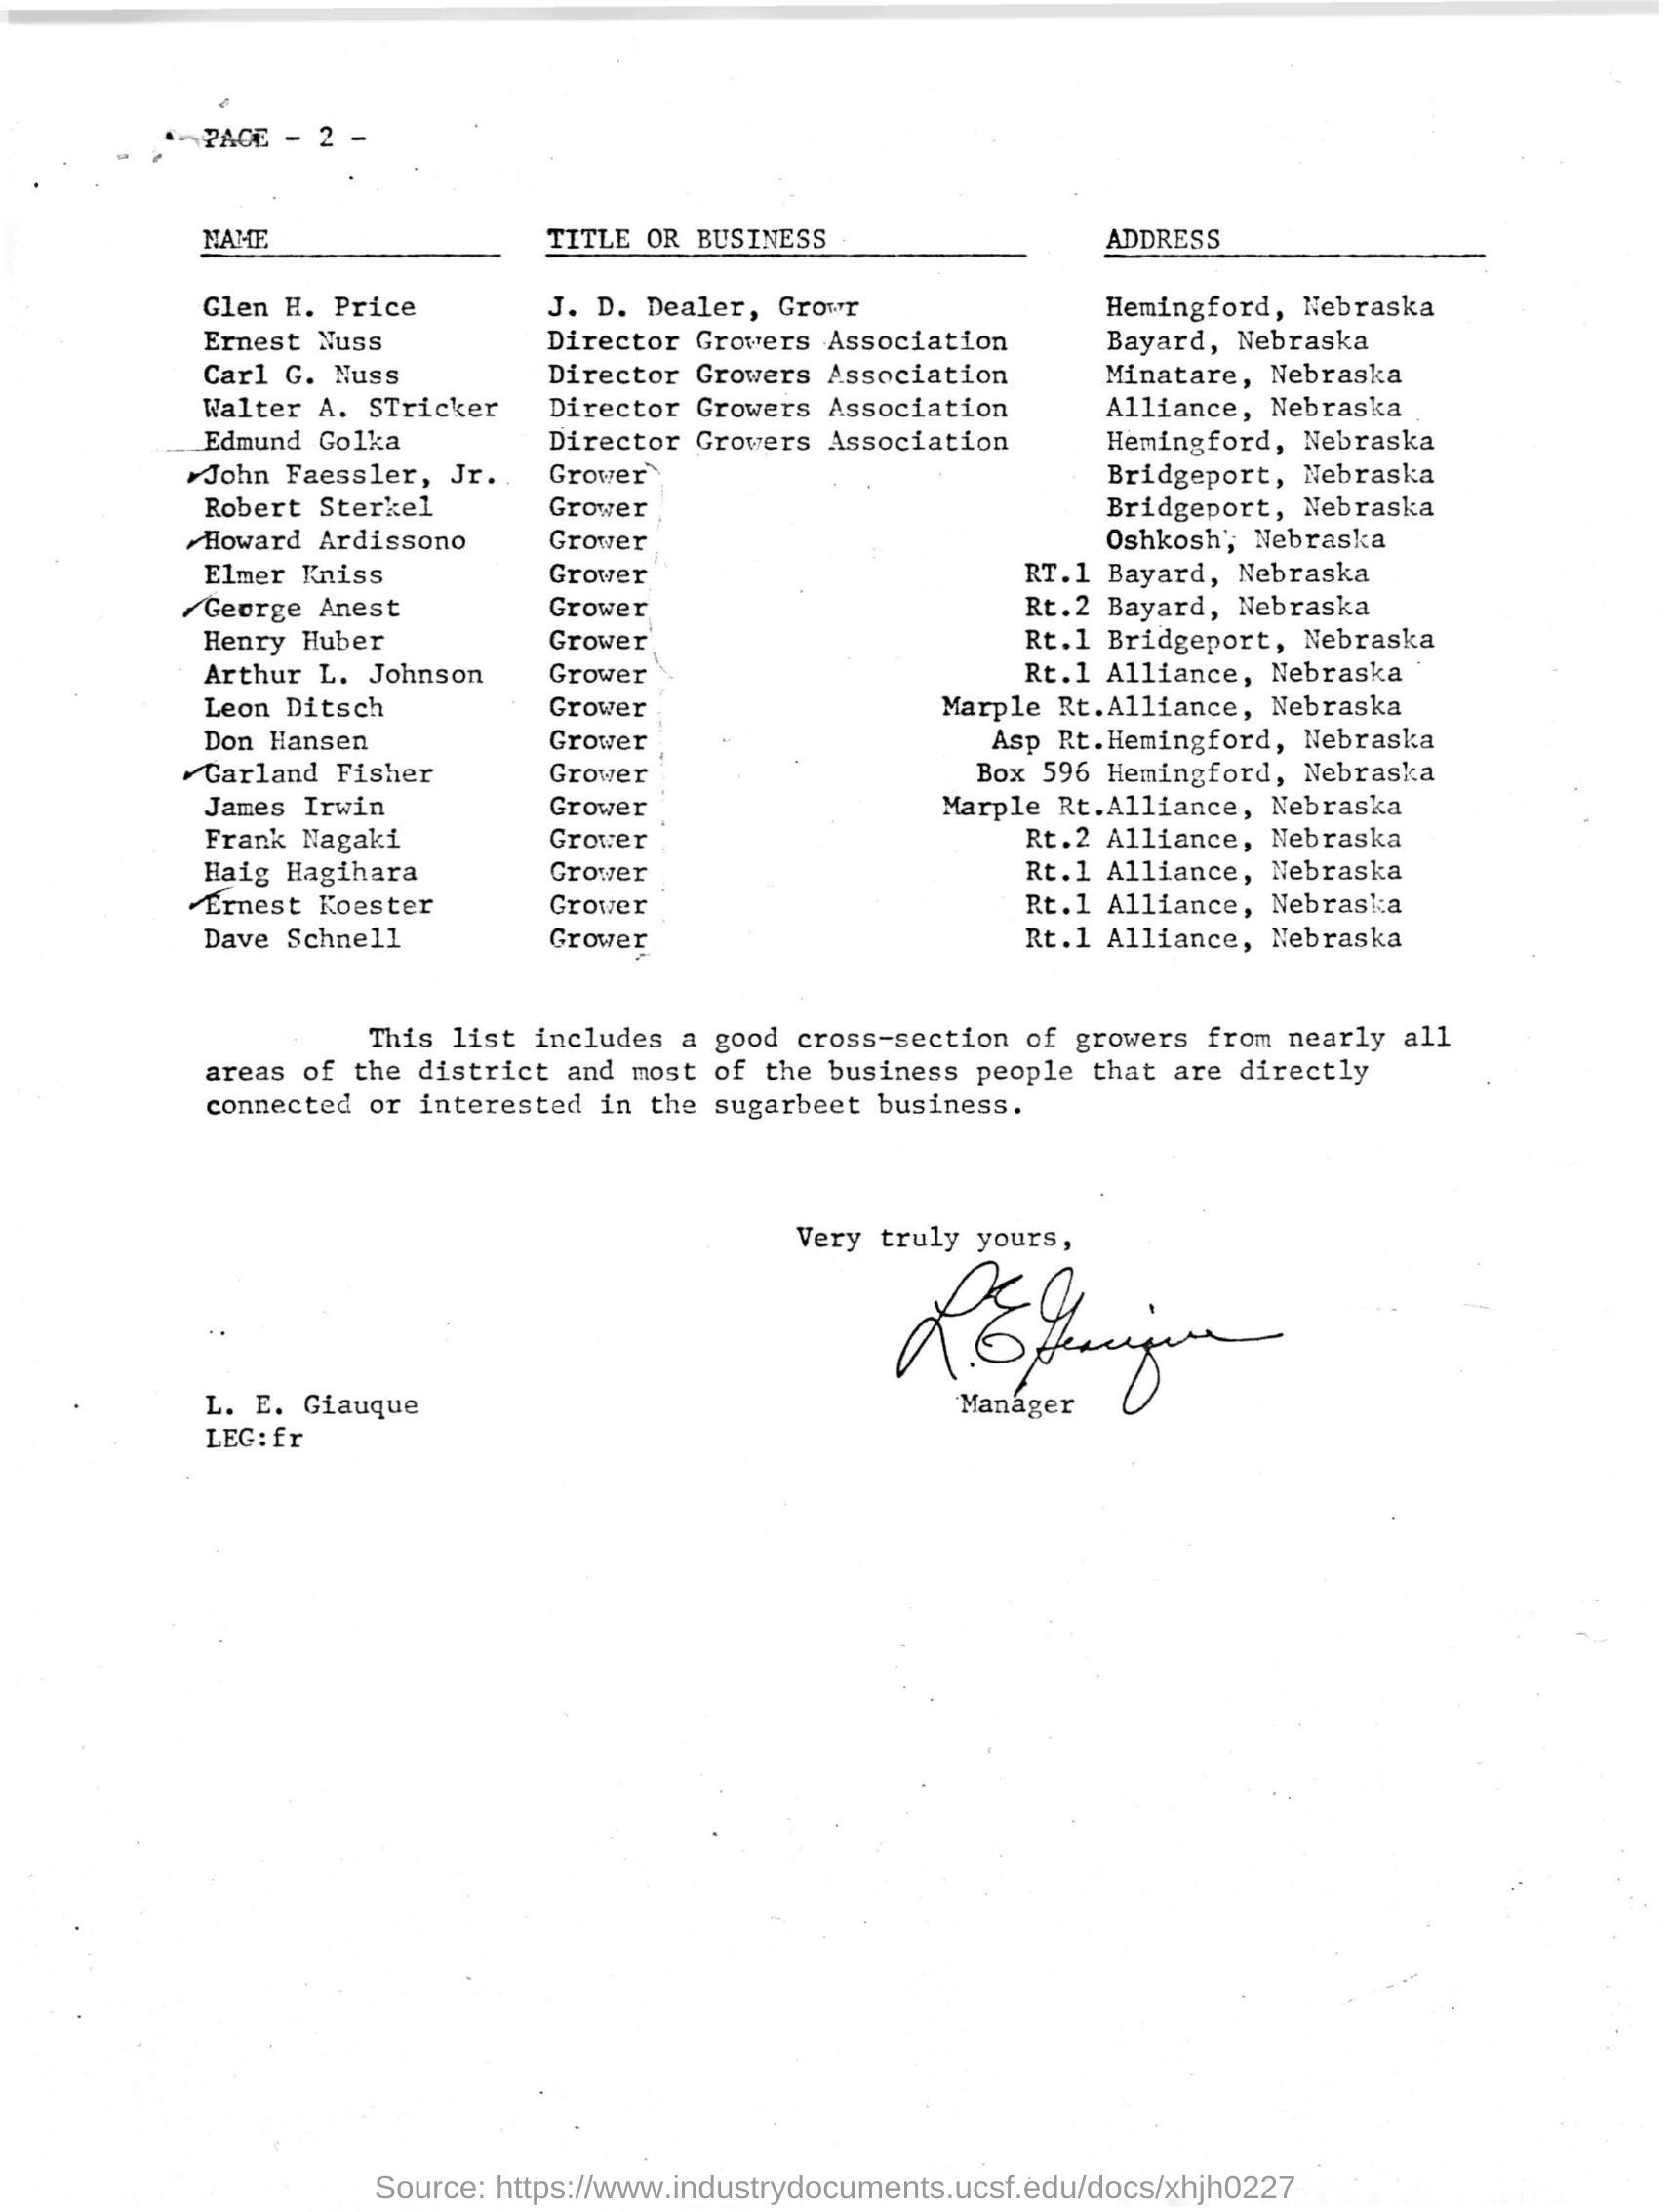 PAGE - 2 -
NAME TITLE OR BUSINESS ADDRESS
Glen H. Price J. D. Dealer, Growr Hemingford, Nebraska
Ernest Nuss Director Growers Association Bayard, Nebraska
Carl G. Nuss Director Growers Association Minatare, Nebraska
Walter A. STricker Director Growers Association Alliance, Nebraska
Edmund Golka Director Growers Association Hemingford, Nebraska
John Faessler, Jr. Grower Bridgeport, Nebraska
Robert Sterkel Grower Bridgeport, Nebraska
Howard Ardissono Grower Oshkosh, Nebraska
Elmer Kniss Grower RT.1 Bayard, Nebraska
George Anest Grower Rt.2 Bayard, Nebraska
Henry Huber Grower Rt.1 Bridgeport, Nebraska
Arthur L. Johnson Grower Rt.1 Alliance, Nebraska
Leon Ditsch Grower Marple Rt.Alliance, Nebraska
Don Hansen Grower Asp Rt.Hemingford, Nebraska
Garland Fisher Grower Box 596 Hemingford, Nebraska
James Irwin Grower Marple Rt.Alliance, Nebraska
Frank Nagaki Grower Rt.2 Alliance, Nebraska
Haig Hagihara Grower Rt.1 Alliance, Nebraska
Ernest Koester Grower Rt.1 Alliance, Nebraska
Dave Schnell Grower Rt.1 Alliance, Nebraska
This list includes a good cross-section of growers from nearly all
areas of the district and most of the business people that are directly
connected or interested in the sugarbeet business.
Very truly yours,
L. E. Giauque
Manager
L. E. Giauque
LEG:fr
Source: https://www.industrydocuments.ucsf.edu/docs/xhjh0227